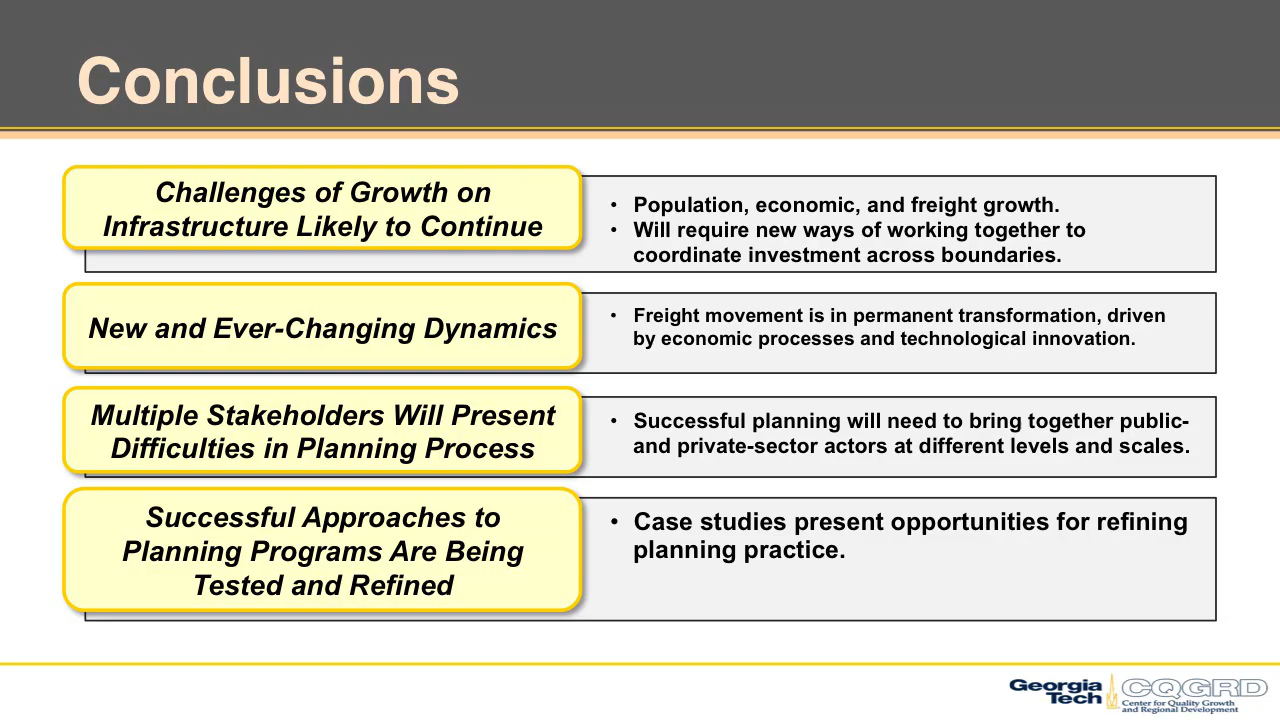 Conclusions
Challenges of Growth on
Infrastructure Likely to Continue
• Population, economic, and freight growth.
• Will require new ways of working together to
coordinate investment across boundaries.
New and Ever-Changing Dynamics
• Freight movement is in permanent transformation, driven
by economic processes and technological innovation.
Multiple Stakeholders Will Present
Difficulties in Planning Process
• Successful planning will need to bring together public-
and private-sector actors at different levels and scales.
Successful Approaches to
Planning Programs Are Being
Tested and Refined
• Case studies present opportunities for refining
planning practice.
Georgia
Tech
CQGRD
Center for Quality Growth
and Regional Development